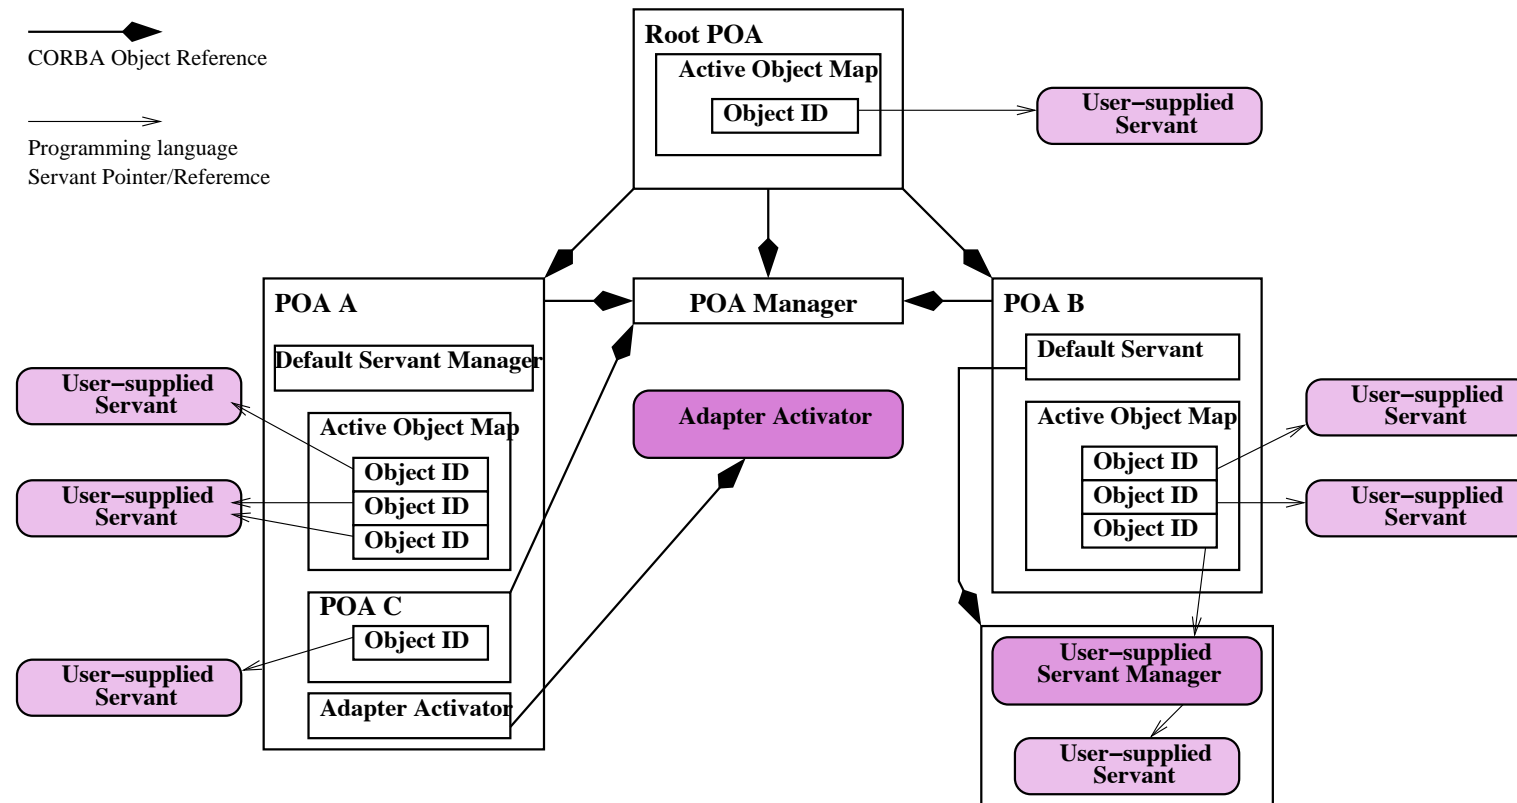 CORBA Object Reference
Programming language
Servant Pointer/Referemce
Root POA
Active Object Map
Object ID
User−supplied
Servant
POA A
Default Servant Manager
Active Object Map
Object ID
Object ID
Object ID
POA C
Object ID
Adapter Activator
User−supplied
Servant
User−supplied
Servant
User−supplied
Servant
POA Manager
Adapter Activator
POA B
Default Servant
Active Object Map
Object ID
Object ID
Object ID
User−supplied
Servant
User−supplied
Servant
User−supplied
Servant Manager
User−supplied
Servant